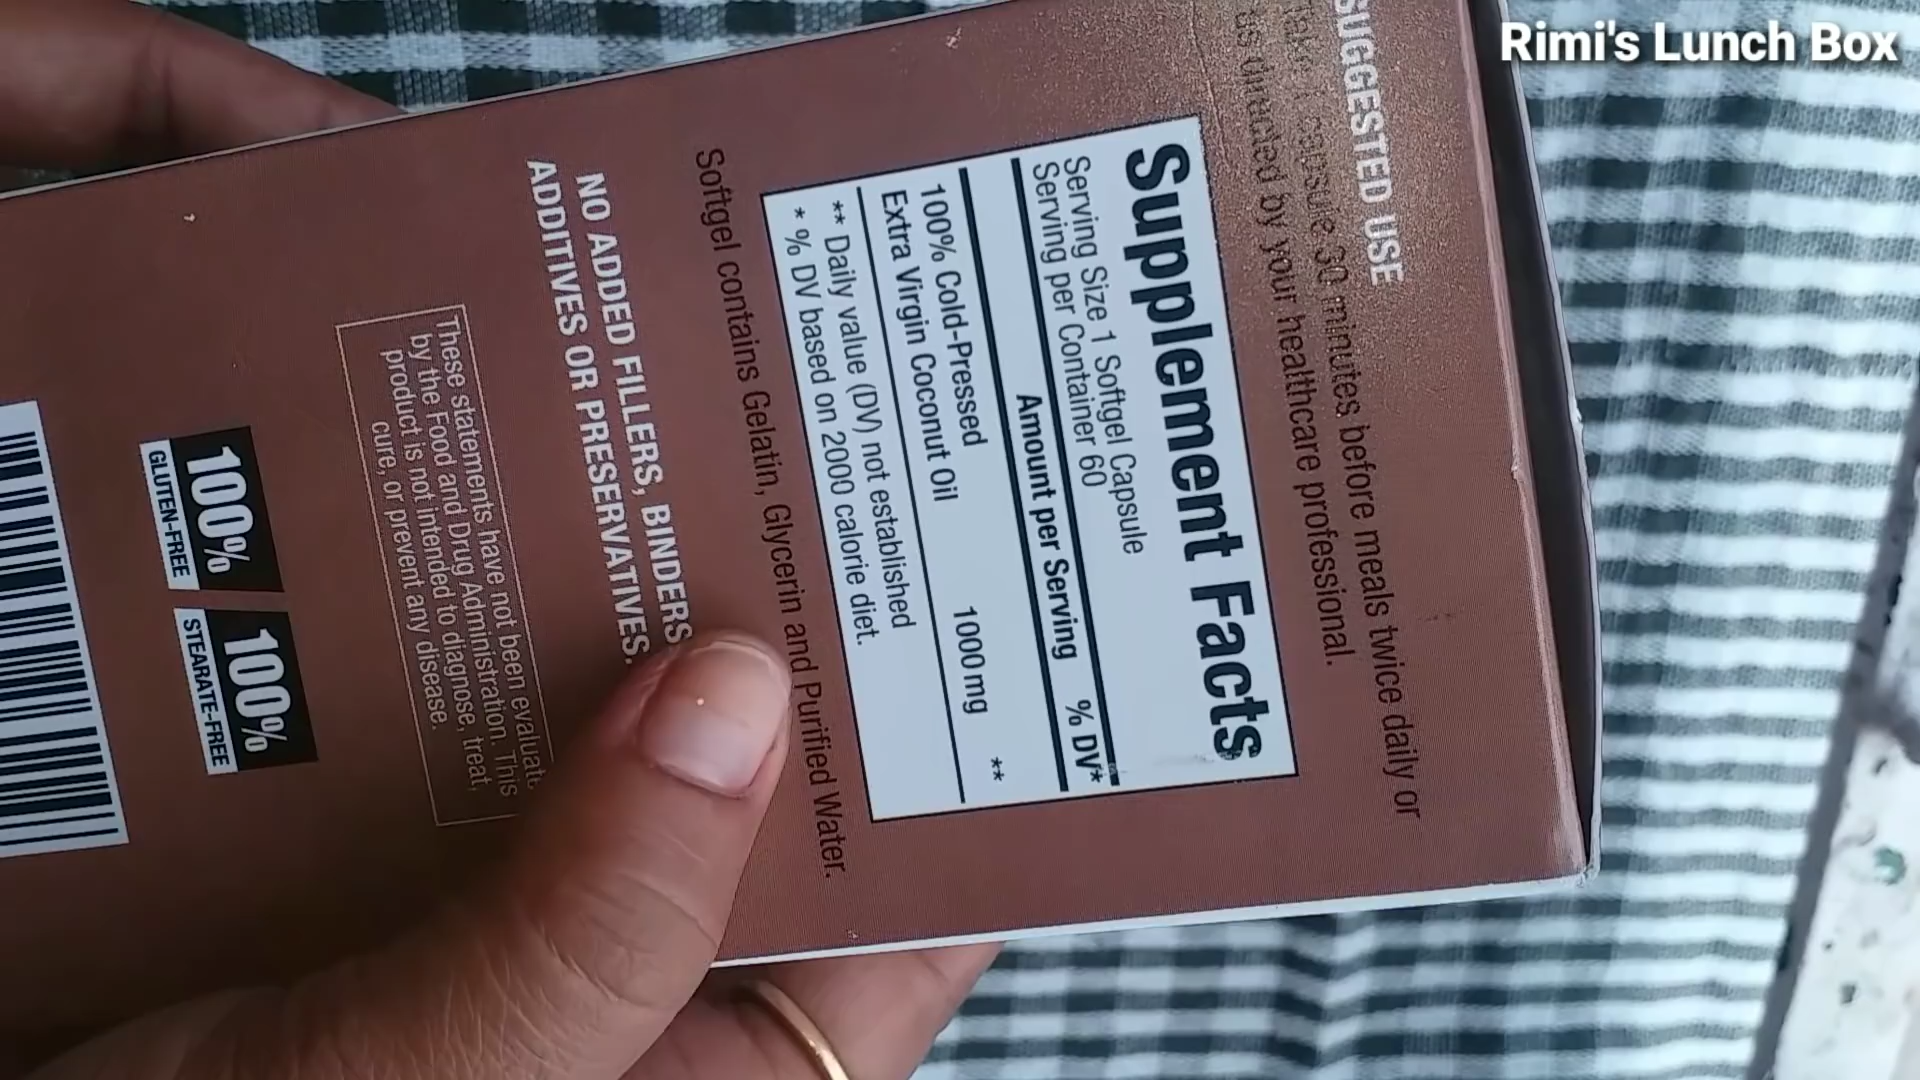 Rimi's Lunch Box
SUGGESTED USE
Take 1 capsule 30 minutes before meals twice daily or
as directed by your healthcare professional.
Supplement Facts
Serving Size 1 Softgel Capsule
Serving per Container 60
Amount per Serving % DV*
100% Cold-Pressed
Extra Virgin Coconut Oil 1000 mg **
** Daily value (DV) not established
* % DV based on 2000 calorie diet.
Softgel contains Gelatin, Glycerin and Purified Water.
NO ADDED FILLERS, BINDERS
ADDITIVES OR PRESERVATIVES.
These statements have not been evaluate
by the Food and Drug Administration. This
product is not intended to diagnose, treat,
cure, or prevent any disease.
100%
GLUTEN-FREE
100%
STEARATE-FREE